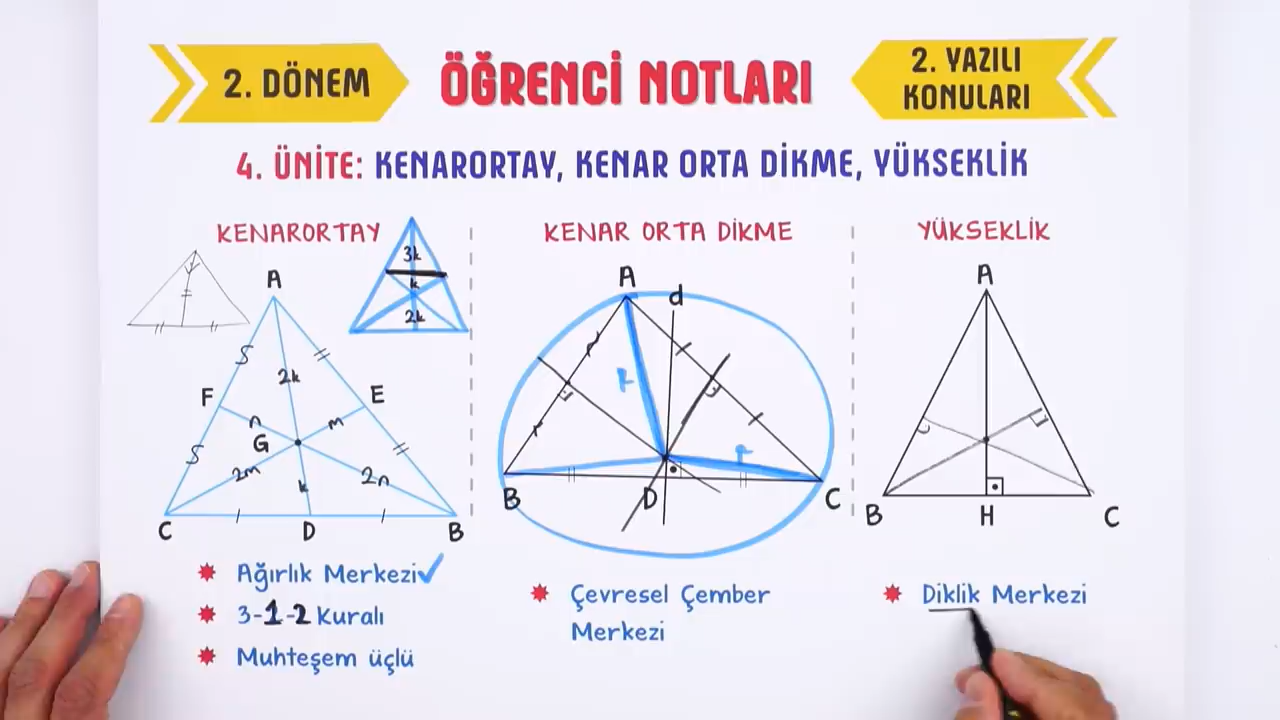 2. DÖNEM
ÖĞRENCİ NOTLARI
2. YAZILI
KONULARI
4. ÜNİTE: KENARORTAY, KENAR ORTA DİKME, YÜKSEKLİK
KENARORTAY
3k
k
2k
A
S
F
E
2k
n
m
G
S
2m
k
2n
C
D
B
Ağırlık Merkezi
3-1-2 Kuralı
Muhteşem üçlü
KENAR ORTA DİKME
A
d
r
r
B
D
C
Çevresel Çember
Merkezi
YÜKSEKLİK
A
B
H
C
Diklik Merkezi